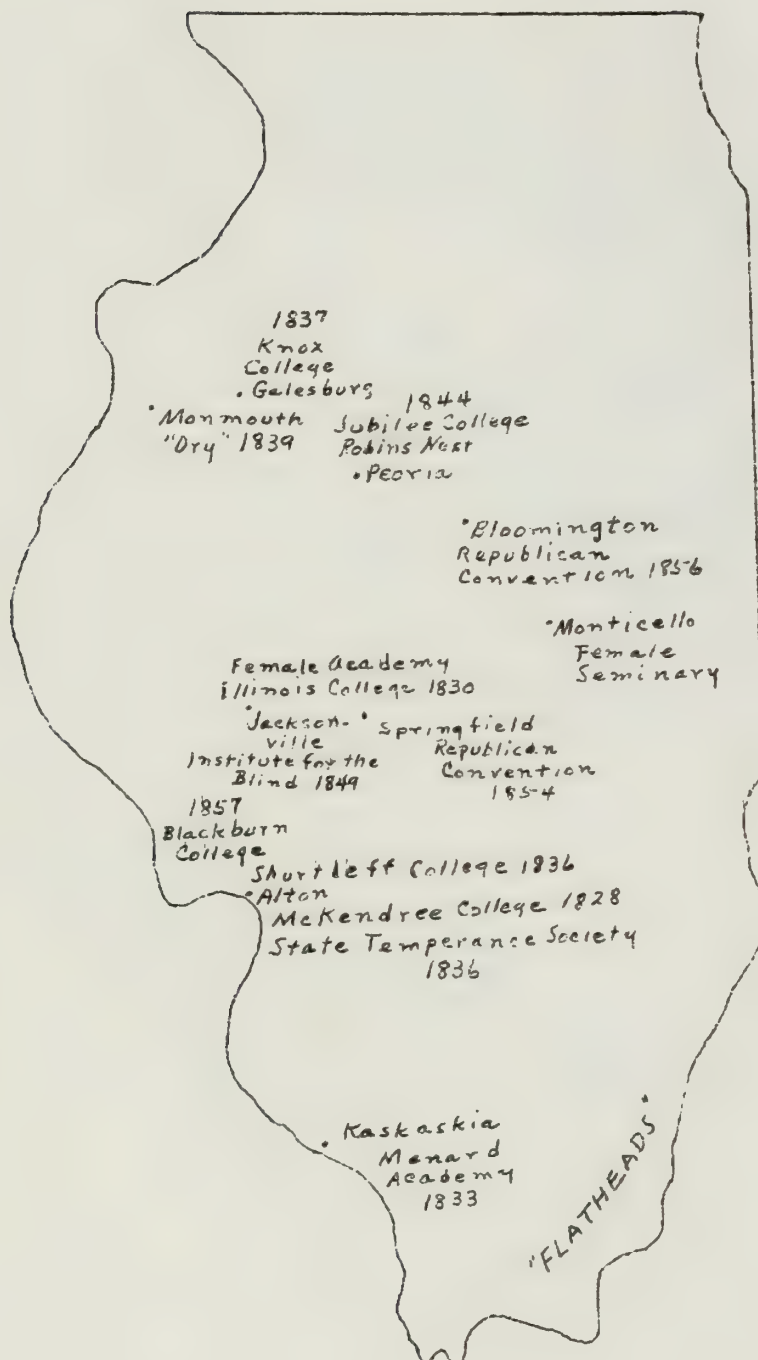 1837
Knox
College
Galesburg
Monmouth
"Dry" 1839
1844
Jubilee College
Robins Nest
Peoria
Bloomington
Republican
Convention 1856
Monticello
Female
Seminary
Female Academy
Illinois College 1830
Jackson-
ville
Institute for the
Blind 1849
Springfield
Republican
Convention
1854
1857
Blackburn
College
Shurtleff College 1836
Alton
McKendree College 1828
State Temperance Society
1836
Kaskaskia
Menard
Academy
1833
"FLATHEADS"